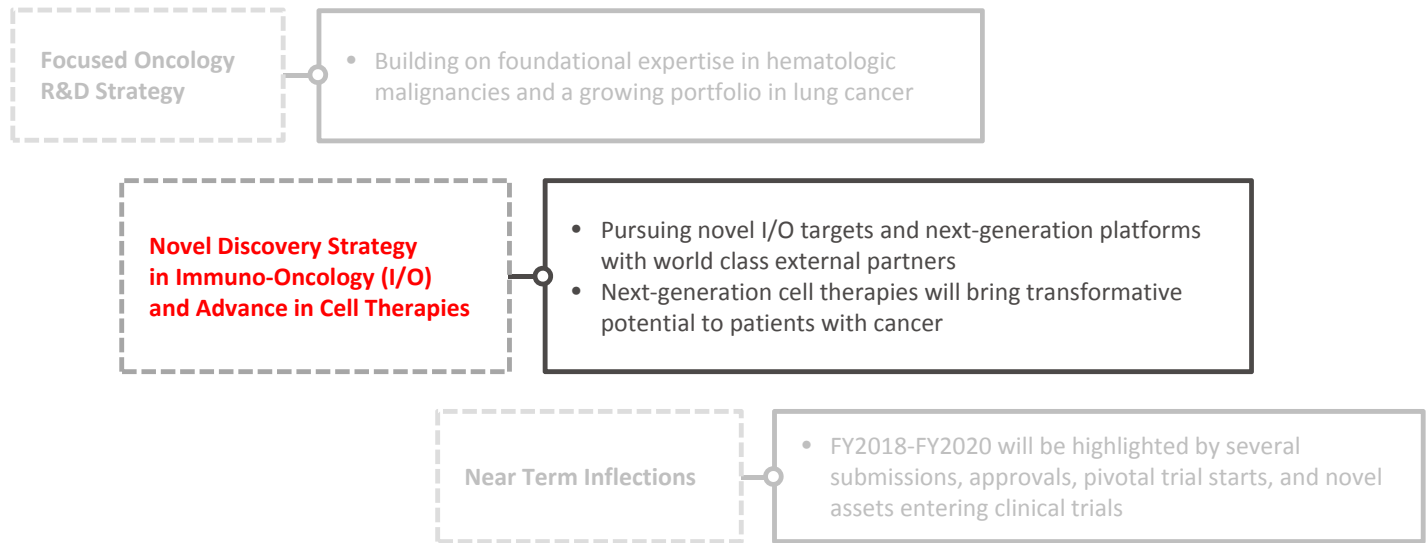 Focused Oncology
R&D Strategy
• Building on foundational expertise in hematologic
malignancies and a growing portfolio in lung cancer
Novel Discovery Strategy
in Immuno-Oncology (I/O)
and Advance in Cell Therapies
• Pursuing novel I/O targets and next-generation platforms
with world class external partners
• Next-generation cell therapies will bring transformative
potential to patients with cancer
Near Term Inflections
• FY2018-FY2020 will be highlighted by several
submissions, approvals, pivotal trial starts, and novel
assets entering clinical trials